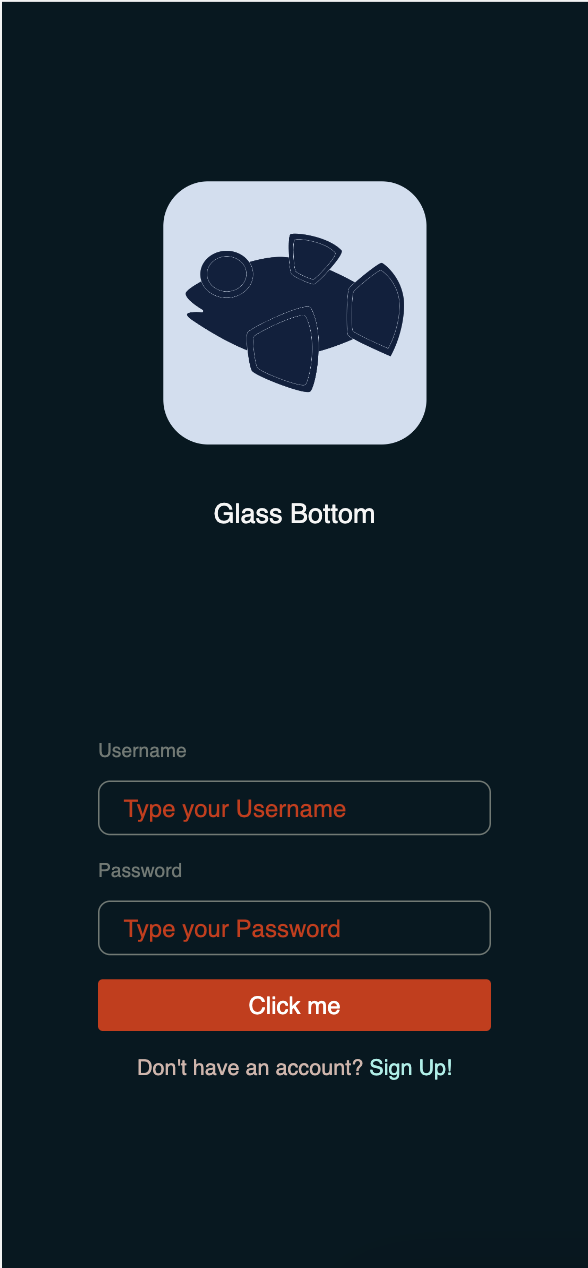 Glass Bottom
Username
Type your Username
Password
Type your Password
Click me
Don't have an account? Sign Up!